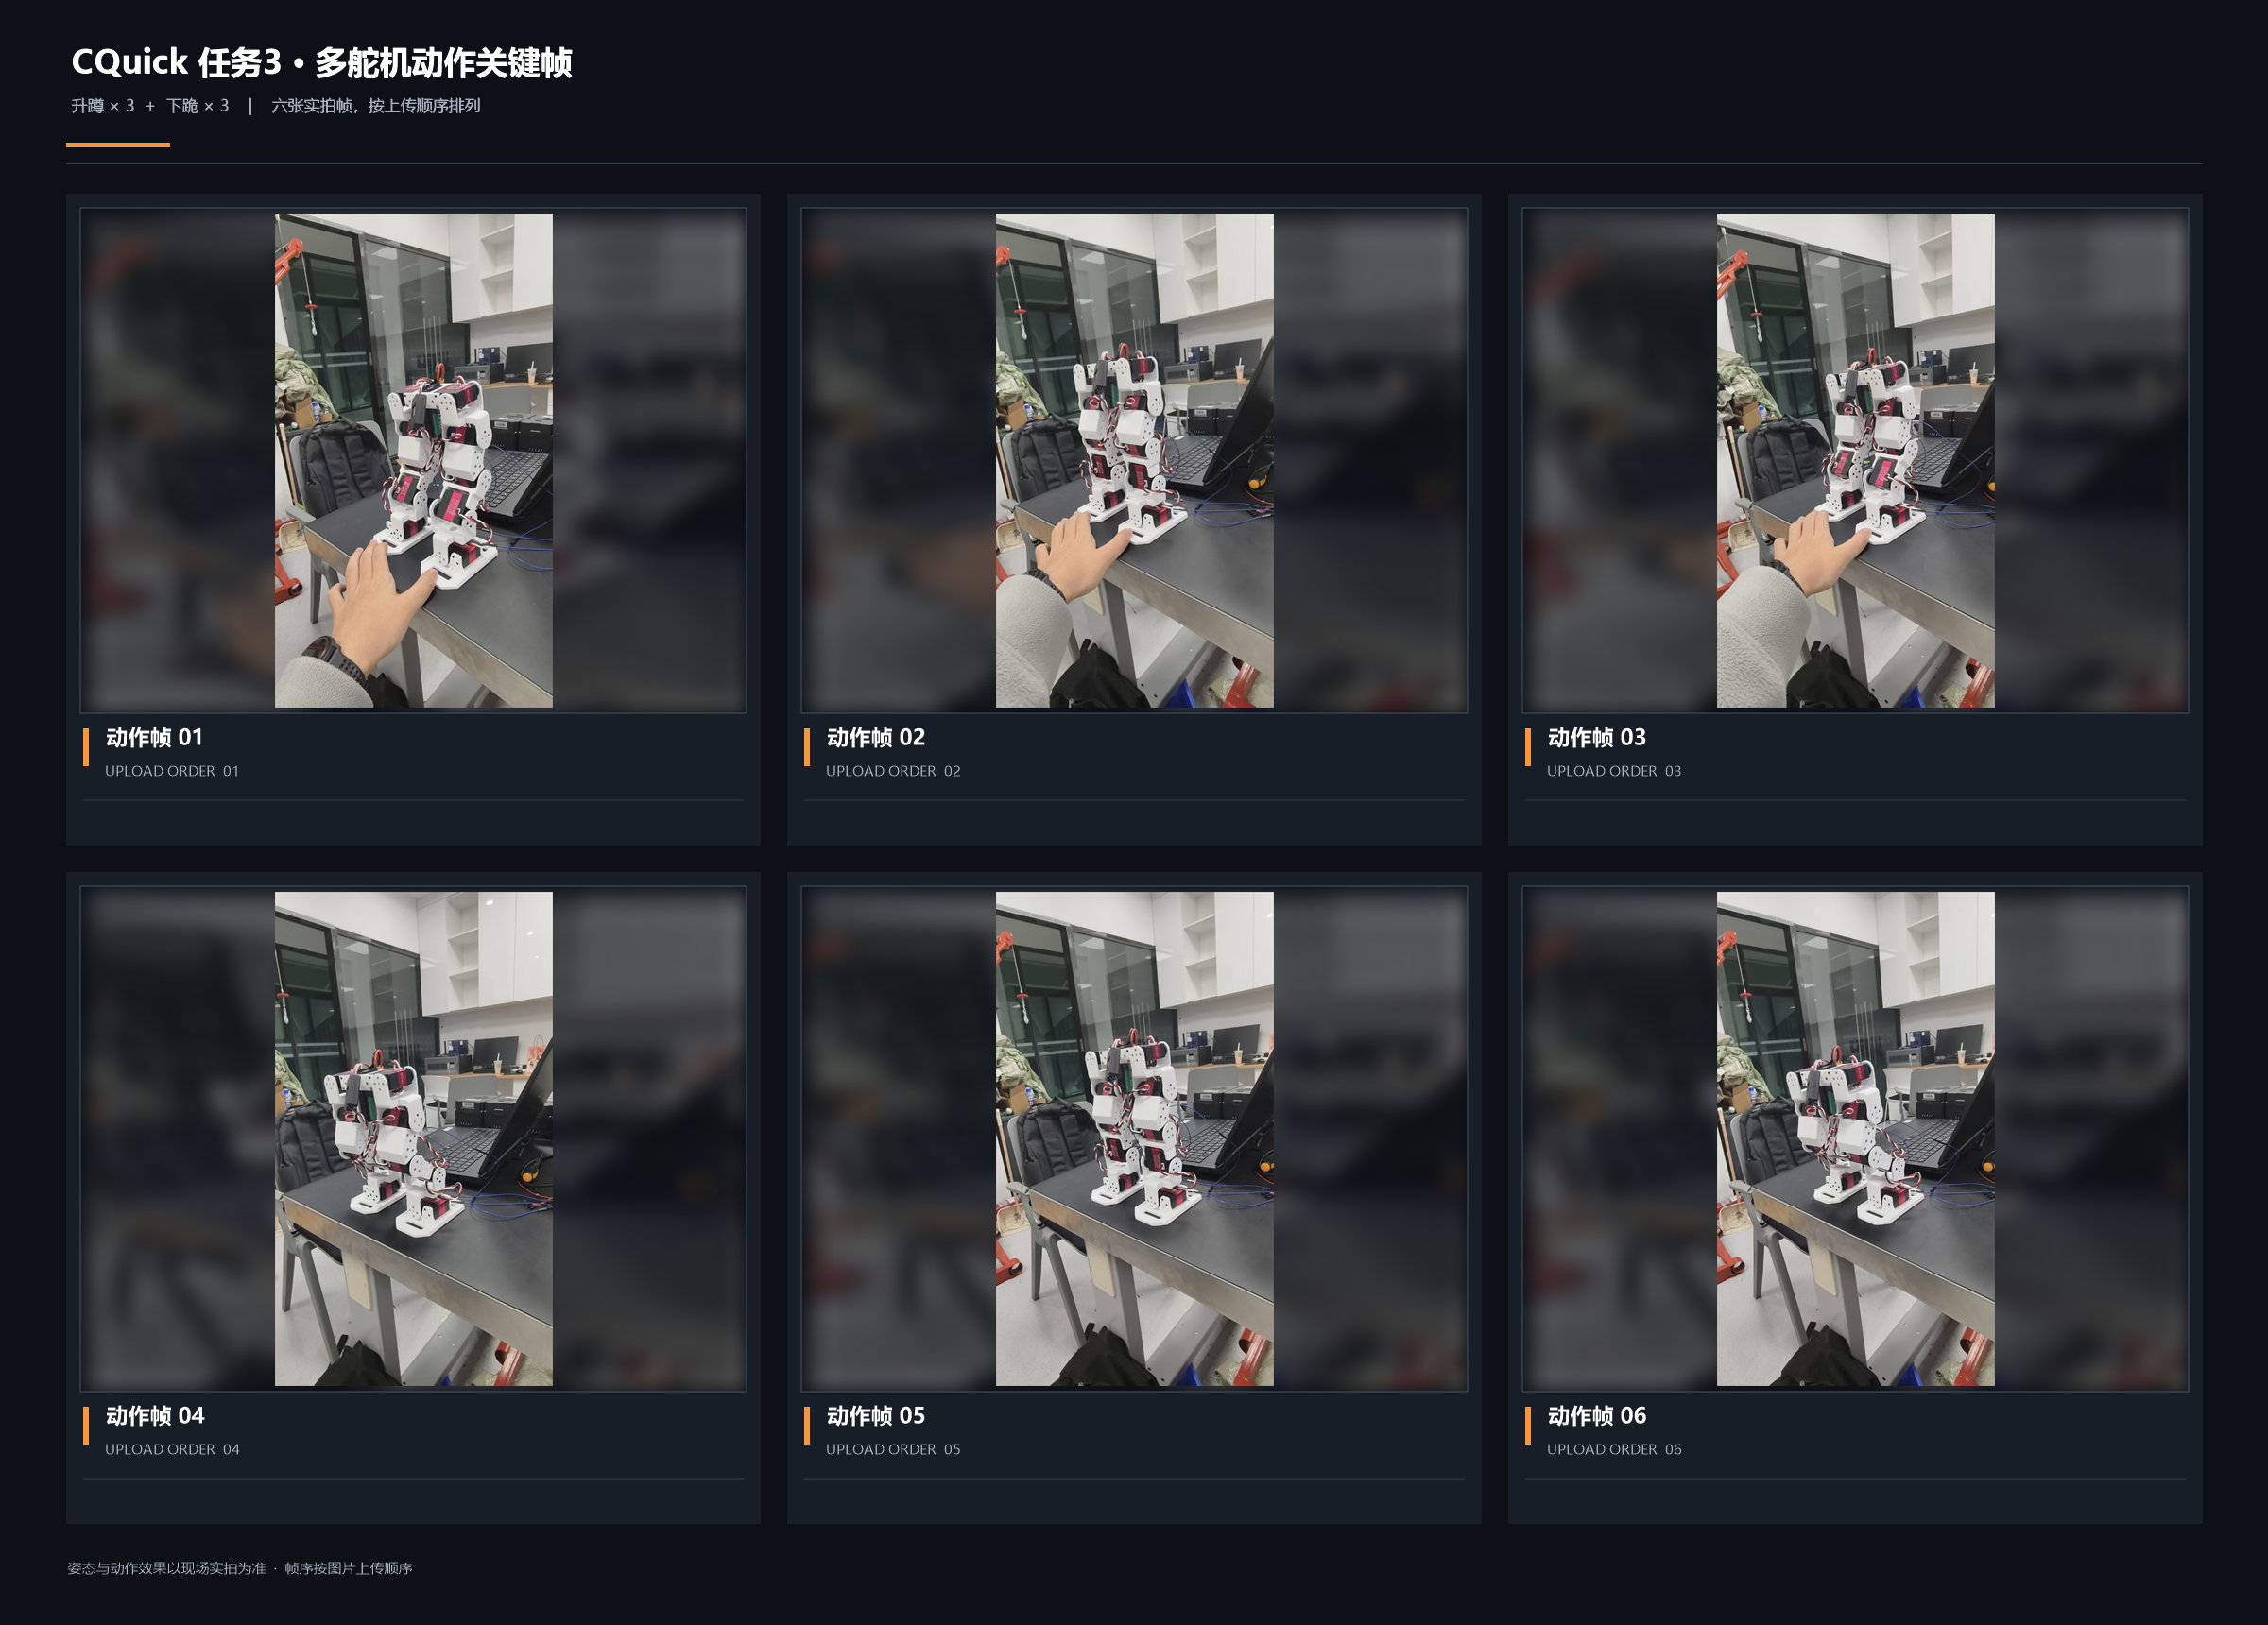 CQuick 任务3 • 多舵机动作关键帧
升蹲 × 3 + 下跪 × 3 | 六张实拍帧，按上传顺序排列
动作帧 01
UPLOAD ORDER 01
动作帧 02
UPLOAD ORDER 02
动作帧 03
UPLOAD ORDER 03
动作帧 04
UPLOAD ORDER 04
动作帧 05
UPLOAD ORDER 05
动作帧 06
UPLOAD ORDER 06
姿态与动作效果以现场实拍为准 · 帧序按图片上传顺序